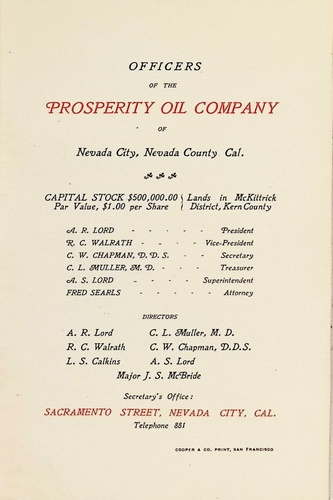 OFFICERS
OF THE
PROSPERITY OIL COMPANY
OF
Nevada City, Nevada County Cal.
CAPITAL STOCK $500,000.00 { Lands in McKittrick
Par Value, $1.00 per Share { District, Kern County
A. R. LORD - - - - - President
R. C. WALRATH - - - - Vice-President
C. W. CHAPMAN, D. D. S. - - Secretary
C. L. MULLER, M. D. - - - Treasurer
A. S. LORD - - - - Superintendent
FRED SEARLS - - - - - Attorney
DIRECTORS
A. R. Lord C. L. Muller, M. D.
R. C. Walrath C. W. Chapman, D.D.S.
L. S. Calkins A. S. Lord
Major J. S. McBride
Secretary's Office:
SACRAMENTO STREET, NEVADA CITY, CAL.
Telephone 881
COOPER & CO. PRINT, SAN FRANCISCO